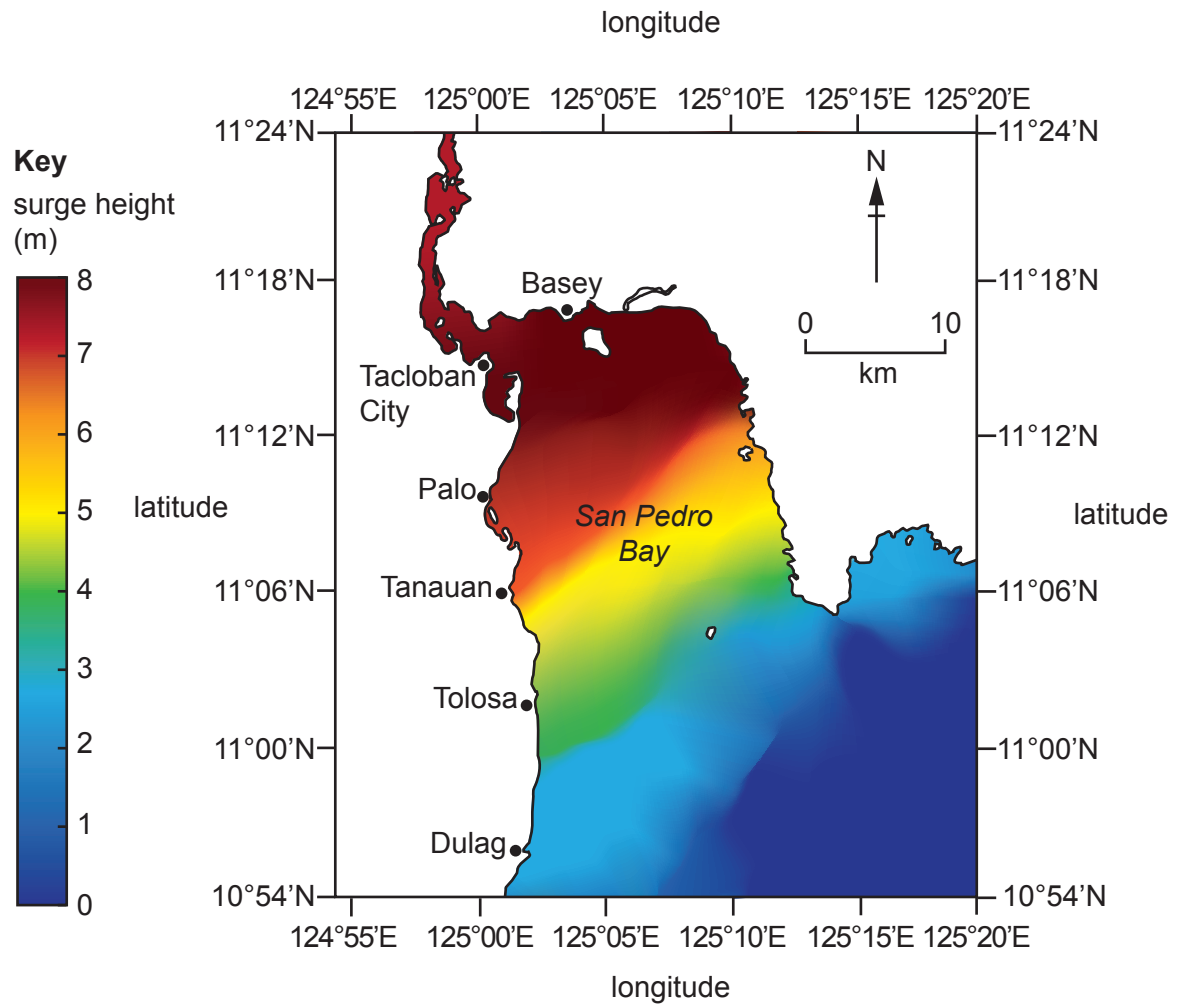 longitude
124°55’E 125°00’E 125°05’E 125°10’E 125°15’E 125°20’E
11°24’N 11°24’N
Key
surge height
(m)
N
8
7
6
5
4
3
2
1
0
11°18’N 11°18’N
Basey
0 10
km
Tacloban
City
11°12’N 11°12’N
Palo
latitude
San Pedro
Bay
latitude
Tanauan
11°06’N 11°06’N
Tolosa
11°00’N 11°00’N
Dulag
10°54’N 10°54’N
124°55’E 125°00’E 125°05’E 125°10’E 125°15’E 125°20’E
longitude